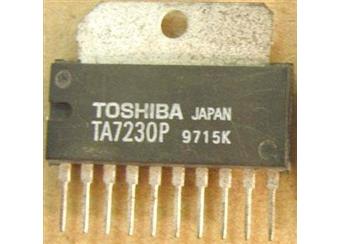 TOSHIBA JAPAN
TA7230P 9715K